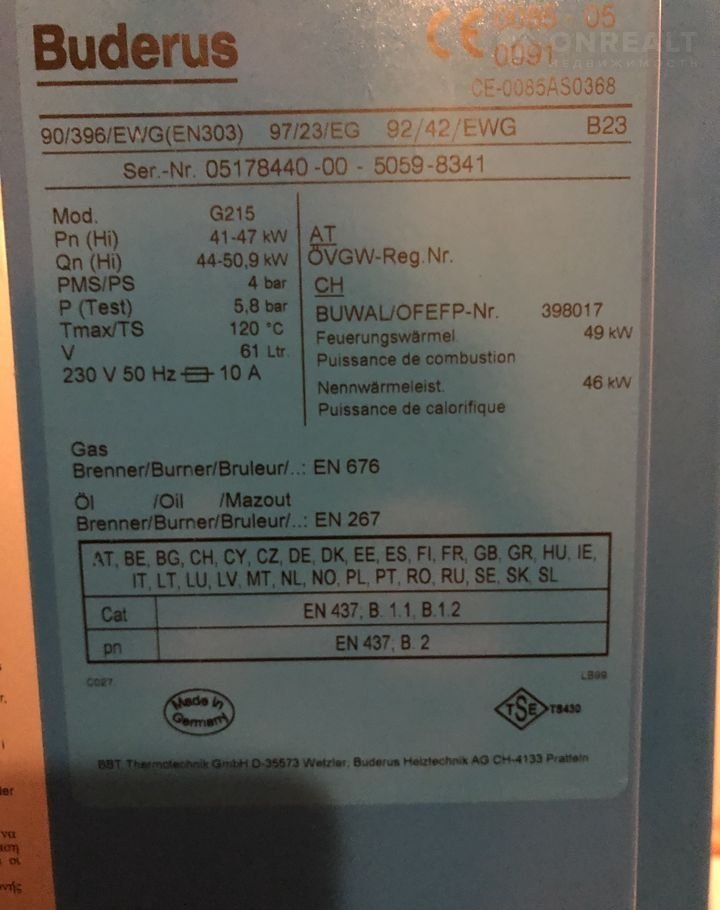 Buderus
CE 0085 - 05
0091
CE-0085AS0368
ONREALT
НЕДВИЖИМОСТЬ
90/396/EWG(EN303) 97/23/EG 92/42/EWG B23
Ser.-Nr. 05178440-00 - 5059-8341
Mod. G215
Pn (Hi) 41-47 kW
Qn (Hi) 44-50,9 kW
PMS/PS 4 bar
P (Test) 5,8 bar
Tmax/TS 120 °C
V 61 Ltr.
230 V 50 Hz 10 A
AT
ÖVGW-Reg.Nr.
CH
BUWAL/OFEFP-Nr. 398017
Feuerungswärmel. 49 kW
Puissance de combustion
Nennwärmeleist. 46 kW
Puissance de calorifique
Gas
Brenner/Burner/Bruleur/..: EN 676
Öl /Oil /Mazout
Brenner/Burner/Bruleur/..: EN 267
AT, BE, BG, CH, CY, CZ, DE, DK, EE, ES, FI, FR, GB, GR, HU, IE,
IT, LT, LU, LV, MT, NL, NO, PL, PT, RO, RU, SE, SK, SL
Cat EN 437, B. 1.1, B.1.2
pn EN 437, B. 2
C027 LB99
Made in
Germany
TSE TS430
BBT Thermotechnik GmbH D-35573 Wetzlar, Buderus Heiztechnik AG CH-4133 Pratteln